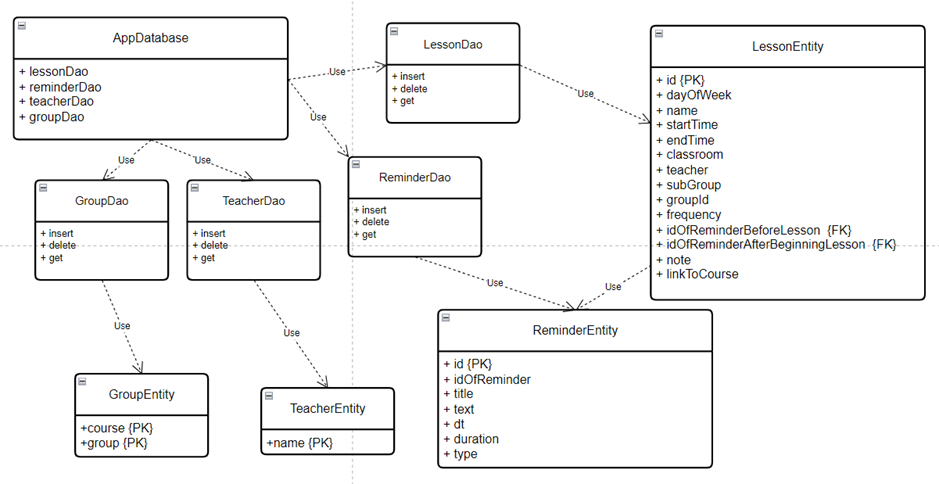 AppDatabase
+ lessonDao
+ reminderDao
+ teacherDao
+ groupDao
LessonDao
+ insert
+ delete
+ get
LessonEntity
+ id {PK}
+ dayOfWeek
+ name
+ startTime
+ endTime
+ classroom
+ teacher
+ subGroup
+ groupId
+ frequency
+ idOfReminderBeforeLesson {FK}
+ idOfReminderAfterBeginningLesson {FK}
+ note
+ linkToCourse
Use
Use
Use
Use
Use
GroupDao
+ insert
+ delete
+ get
TeacherDao
+ insert
+ delete
+ get
ReminderDao
+ insert
+ delete
+ get
Use
Use
Use
Use
GroupEntity
+course {PK}
+group {PK}
TeacherEntity
+name {PK}
ReminderEntity
+ id {PK}
+ idOfReminder
+ title
+ text
+ dt
+ duration
+ type